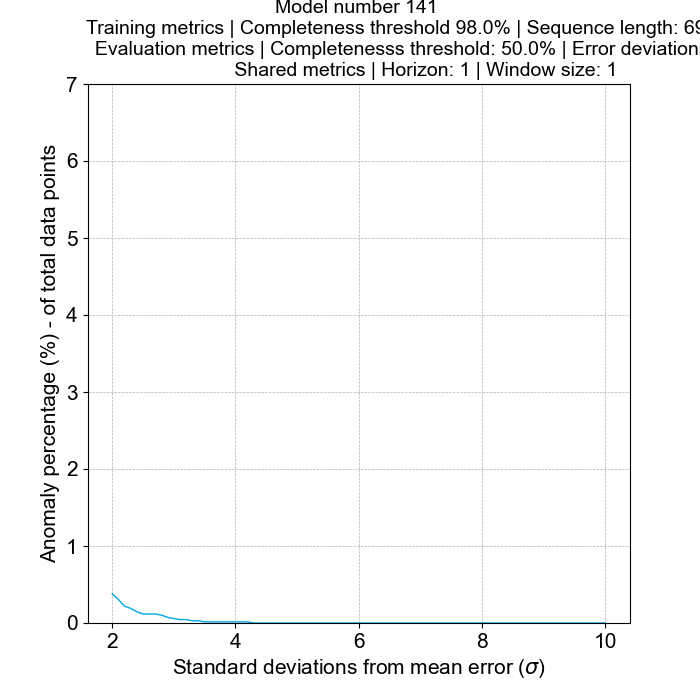 Model number 141
Training metrics | Completeness threshold 98.0% | Sequence length: 69
Evaluation metrics | Completenesss threshold: 50.0% | Error deviations
Shared metrics | Horizon: 1 | Window size: 1
7
6
5
4
3
2
1
0
Anomaly percentage (%) - of total data points
2 4 6 8 10
Standard deviations from mean error (σ)